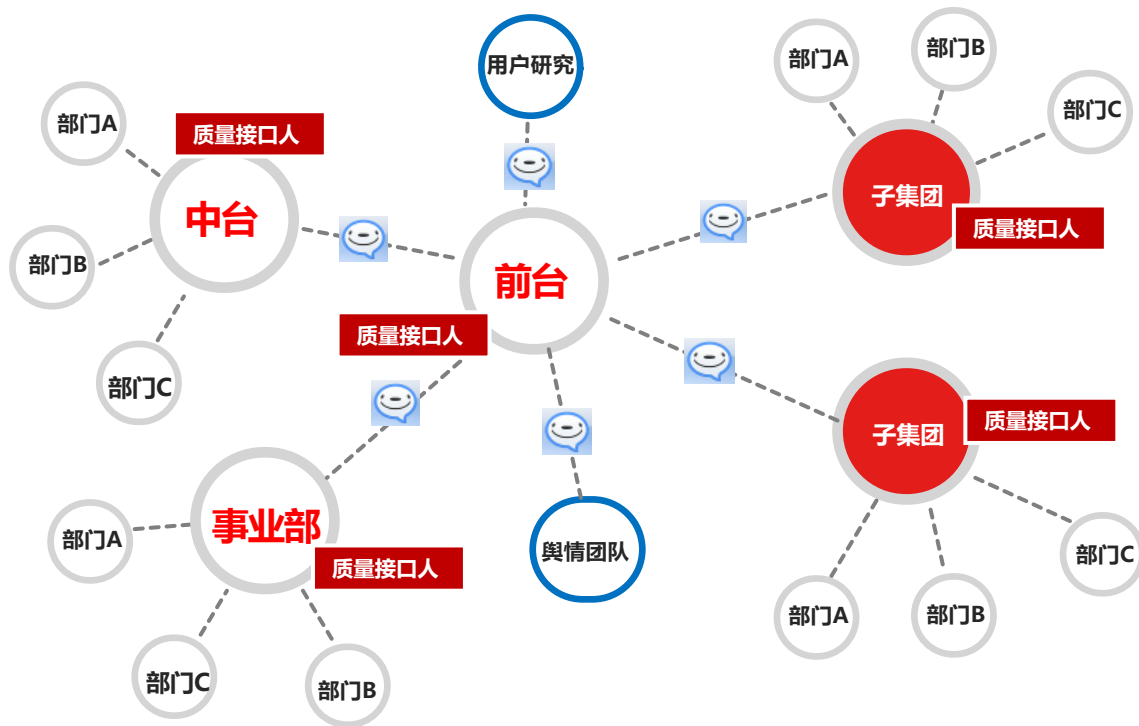 用户研究
部门A
质量接口人
中台
部门B
部门C
部门A
部门B
部门C
子集团
质量接口人
前台
质量接口人
子集团
质量接口人
部门A
部门B
部门C
事业部
质量接口人
部门A
部门C
部门B
舆情团队